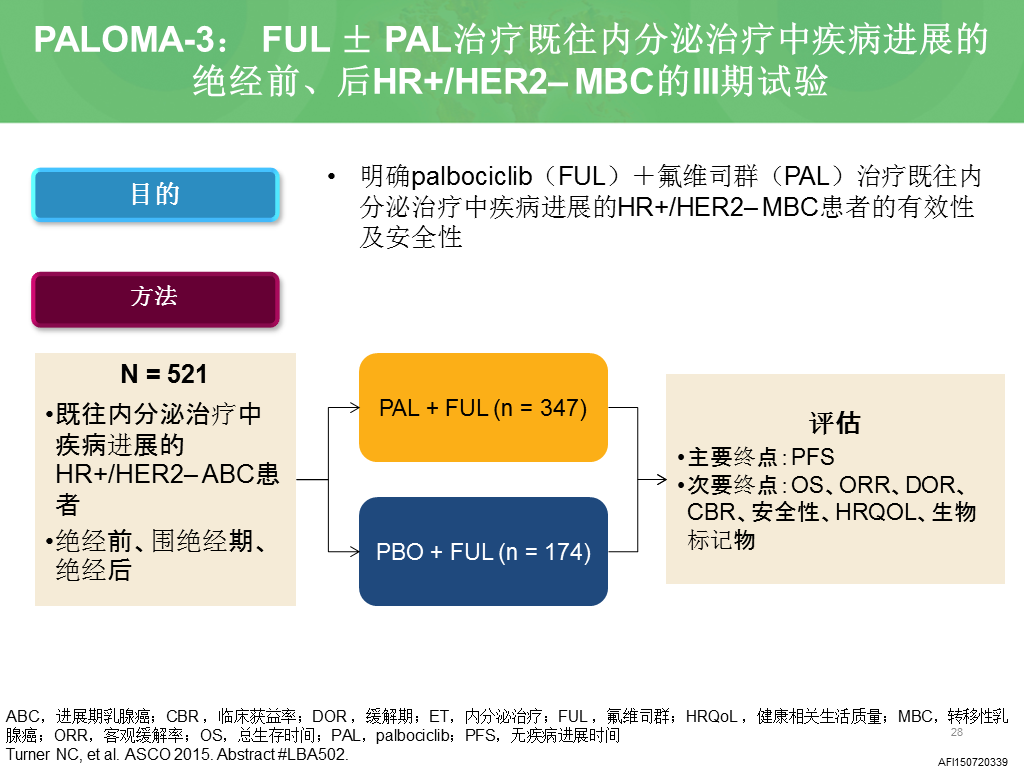 PALOMA-3： FUL ± PAL治疗既往内分泌治疗中疾病进展的
绝经前、后HR+/HER2– MBC的III期试验
目的
• 明确palbociclib（FUL）＋氟维司群（PAL）治疗既往内
分泌治疗中疾病进展的HR+/HER2– MBC患者的有效性
及安全性
方法
N = 521
•既往内分泌治疗中
疾病进展的
HR+/HER2– ABC患
者
•绝经前、围绝经期、
绝经后
PAL + FUL (n = 347)
PBO + FUL (n = 174)
评估
•主要终点：PFS
•次要终点：OS、ORR、DOR、
CBR、安全性、HRQOL、生物
标记物
ABC，进展期乳腺癌；CBR ，临床获益率；DOR ，缓解期；ET，内分泌治疗；FUL ，氟维司群；HRQoL ，健康相关生活质量；MBC，转移性乳
腺癌；ORR，客观缓解率；OS，总生存时间；PAL，palbociclib；PFS，无疾病进展时间
Turner NC, et al. ASCO 2015. Abstract #LBA502.
28
AFI150720339